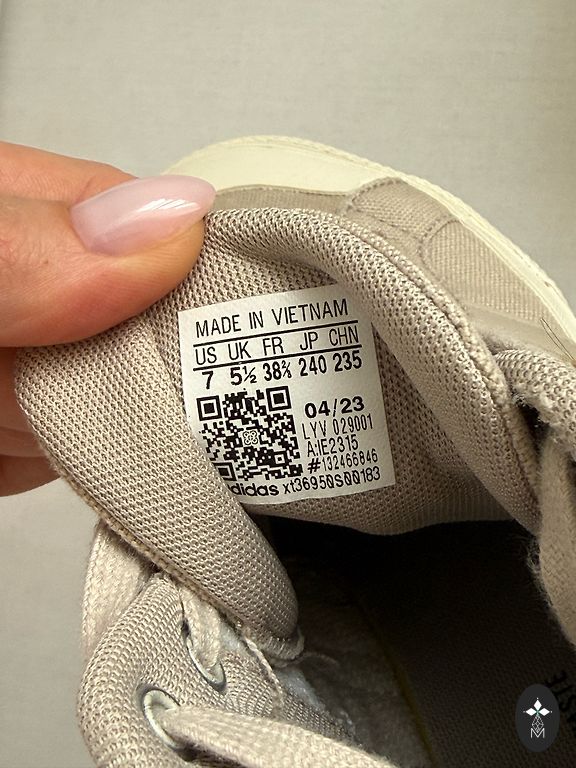 MADE IN VIETNAM
US UK FR JP CHN
7 5½ 38⅔ 240 235
04/23
LYV 029001
A:IE2315
#132466846
adidas xt36950S00183
M